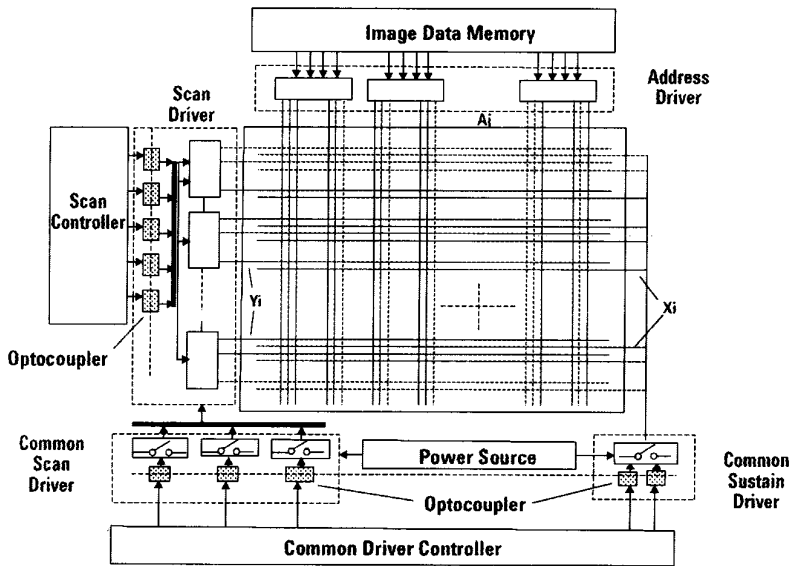 Image Data Memory
Address
Driver
Scan
Driver
Ai
Scan
Controller
Yi
Xi
Optocoupler
Common
Scan
Driver
Power Source
Optocoupler
Common
Sustain
Driver
Common Driver Controller